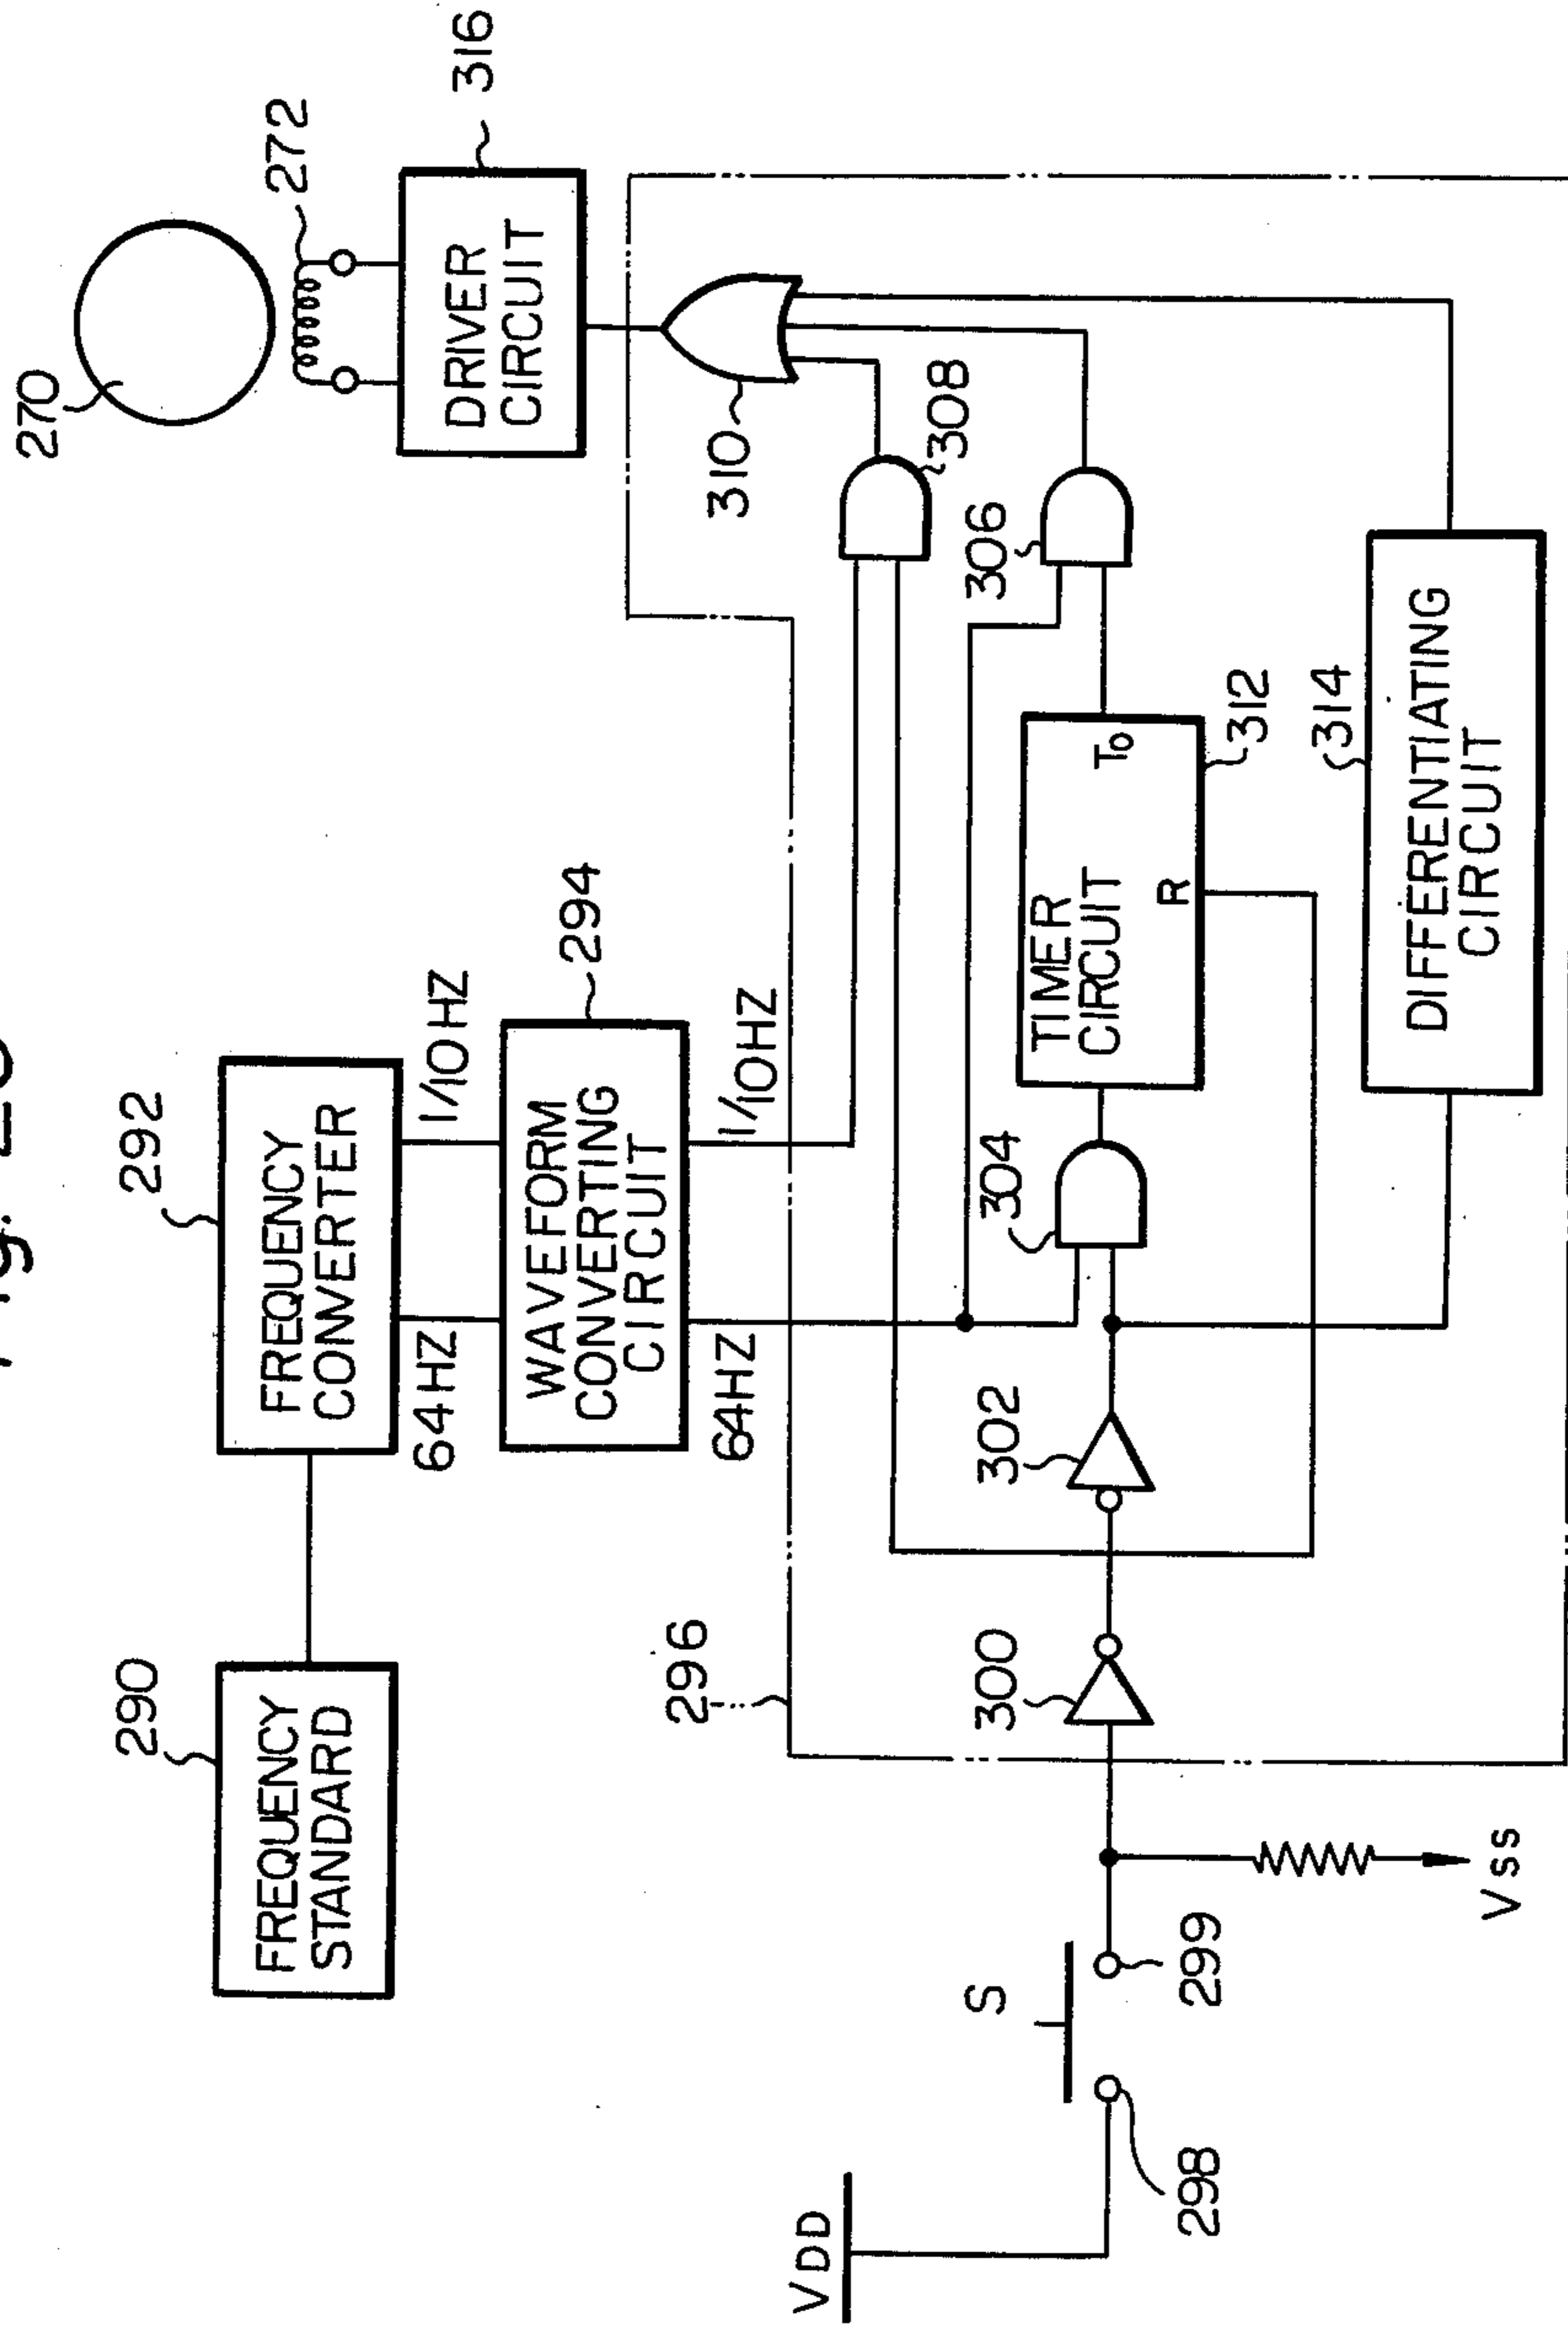 290
FREQUENCY
STANDARD
292
FREQUENCY
CONVERTER
64HZ
1/10HZ
WAVEFORM
CONVERTING
CIRCUIT
294
64HZ
1/10HZ
270
272
DRIVER
CIRCUIT
316
296
310
308
306
300
302
304
TIMER
CIRCUIT
To
R
312
314
DIFFERENTIATING
CIRCUIT
VDD
S
298
299
Vss